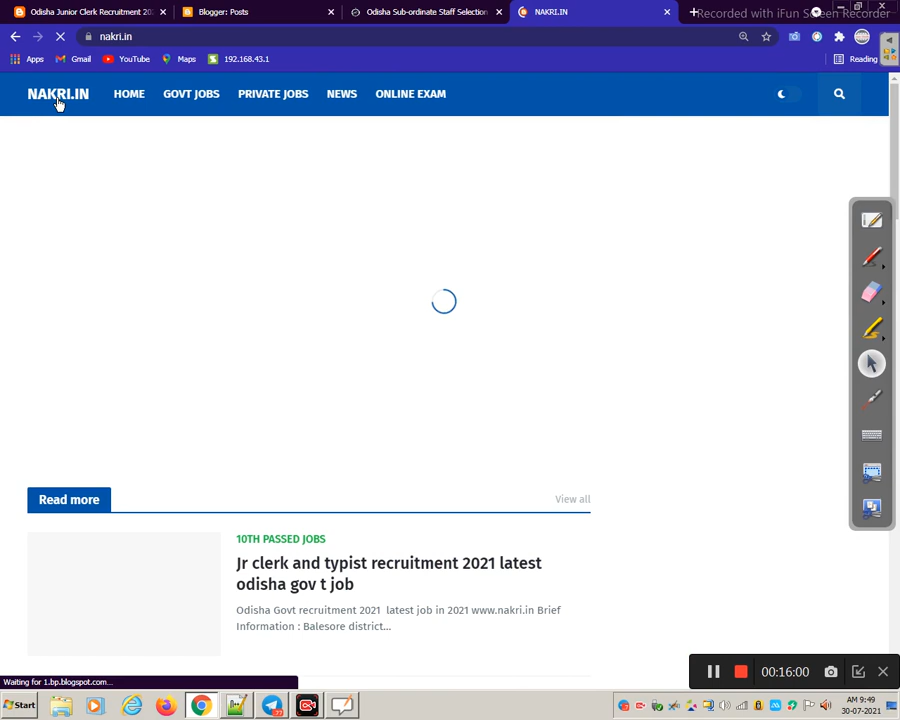 Odisha Junior Clerk Recruitment 202
Blogger: Posts
Odisha Sub-ordinate Staff Selection
NAKRI.IN
Recorded with iFun Screen Recorder
nakri.in
Apps
Gmail
YouTube
Maps
192.168.43.1
Reading
NAKRI.IN
HOME
GOVT JOBS
PRIVATE JOBS
NEWS
ONLINE EXAM
Read more
View all
10TH PASSED JOBS
Jr clerk and typist recruitment 2021 latest
odisha gov t job
Odisha Govt recruitment 2021 latest job in 2021 www.nakri.in Brief
Information : Balesore district...
Waiting for 1.bp.blogspot.com...
00:16:00
Start
AM 9:49
30-07-2021